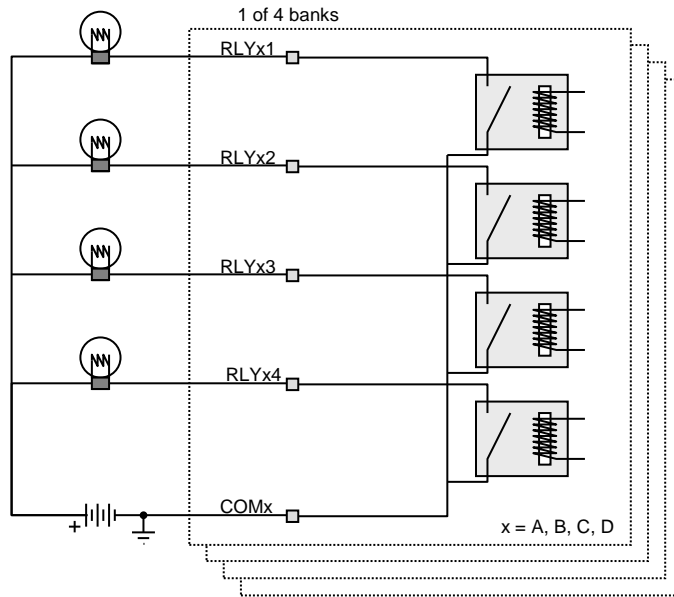 1 of 4 banks
RLYx1
RLYx2
RLYx3
RLYx4
COMx
+
x = A, B, C, D